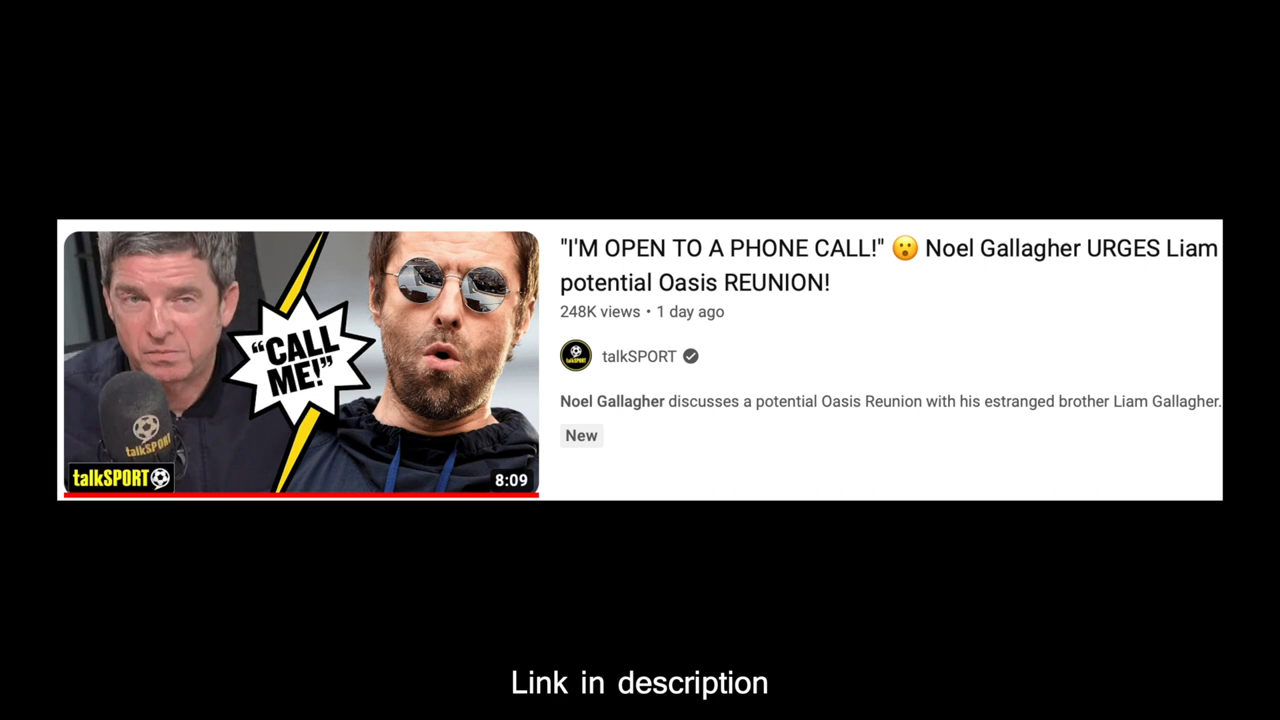 "I'M OPEN TO A PHONE CALL!" 😮 Noel Gallagher URGES Liam
potential Oasis REUNION!
248K views • 1 day ago
talkSPORT
Noel Gallagher discusses a potential Oasis Reunion with his estranged brother Liam Gallagher.
New
"CALL
ME!"
talkSPORT
talkSPORT
8:09
Link in description